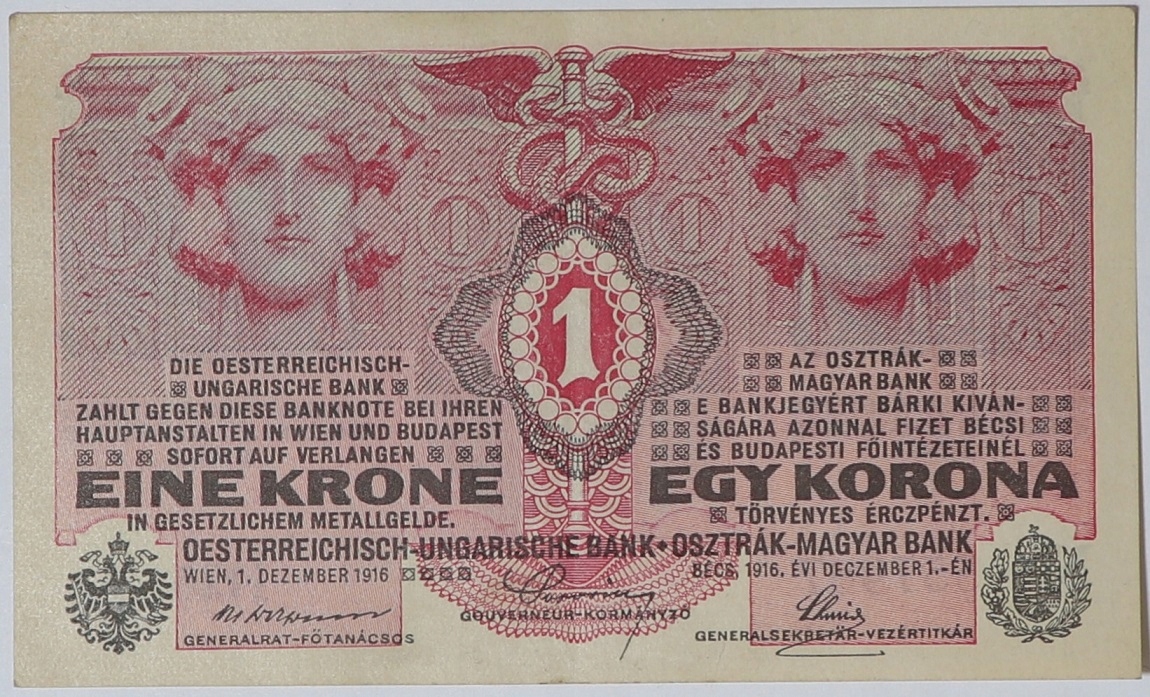 1
DIE OESTERREICHISCH-
UNGARISCHE BANK
ZAHLT GEGEN DIESE BANKNOTE BEI IHREN
HAUPTANSTALTEN IN WIEN UND BUDAPEST
SOFORT AUF VERLANGEN
EINE KRONE
IN GESETZLICHEM METALLGELDE.
AZ OSZTRÁK-
MAGYAR BANK
E BANKJEGYÉRT BÁRKI KIVÁN-
SÁGÁRA AZONNAL FIZET BÉCSI
ÉS BUDAPESTI FŐINTÉZETEINÉL
EGY KORONA
TÖRVÉNYES ÉRCZPÉNZT.
OESTERREICHISCH-UNGARISCHE BANK • OSZTRÁK-MAGYAR BANK
WIEN, 1. DEZEMBER 1916
BÉCS, 1916. ÉVI DECZEMBER 1.-ÉN
GOUVERNEUR-KORMÁNYZÓ
GENERALRAT-FŐTANÁCSOS
GENERALSEKRETÄR-VEZÉRTITKÁR